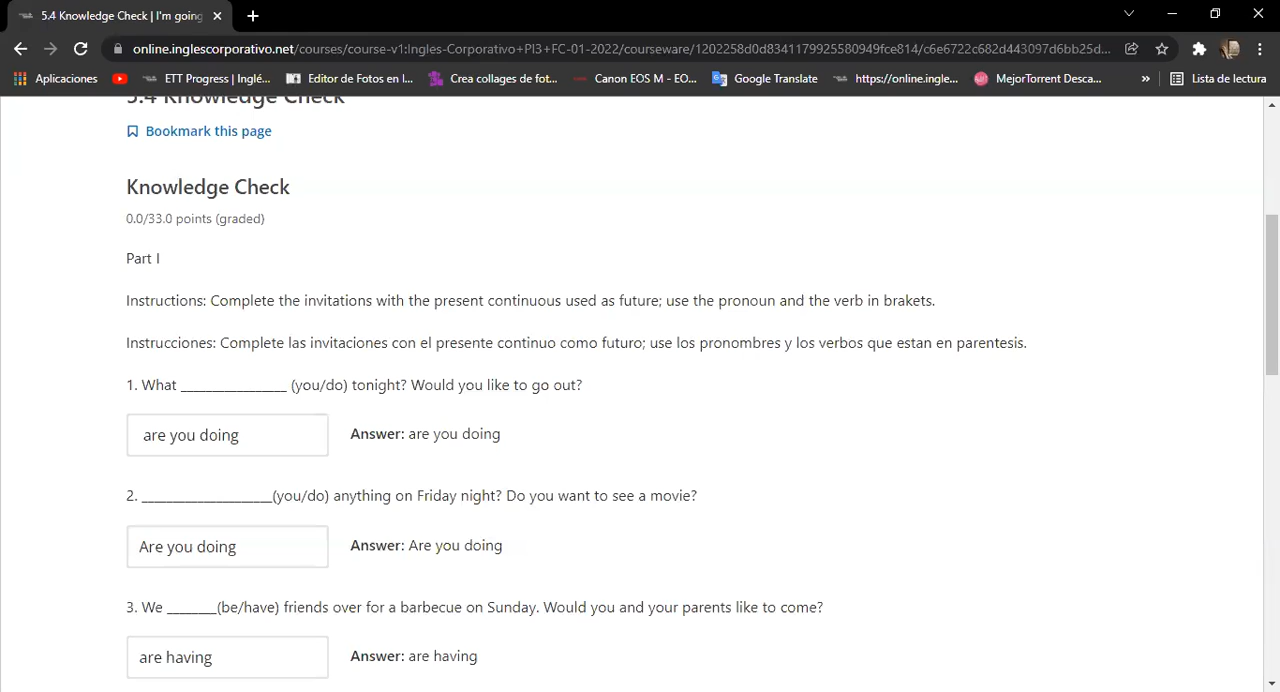 5.4 Knowledge Check | I'm going
online.inglescorporativo.net/courses/course-v1:Ingles-Corporativo+PI3+FC-01-2022/courseware/1202258d0d8341179925580949fce814/c6e6722c682d443097d6bb25d...
Aplicaciones ETT Progress | Inglé... Editor de Fotos en l... Crea collages de fot... Canon EOS M - EO... Google Translate https://online.ingle... MejorTorrent Desca... » Lista de lectura
5.4 Knowledge Check
Bookmark this page
Knowledge Check
0.0/33.0 points (graded)
Part I
Instructions: Complete the invitations with the present continuous used as future; use the pronoun and the verb in brakets.
Instrucciones: Complete las invitaciones con el presente continuo como futuro; use los pronombres y los verbos que estan en parentesis.
1. What ________________ (you/do) tonight? Would you like to go out?
are you doing Answer: are you doing
2. ____________________(you/do) anything on Friday night? Do you want to see a movie?
Are you doing Answer: Are you doing
3. We _______(be/have) friends over for a barbecue on Sunday. Would you and your parents like to come?
are having Answer: are having